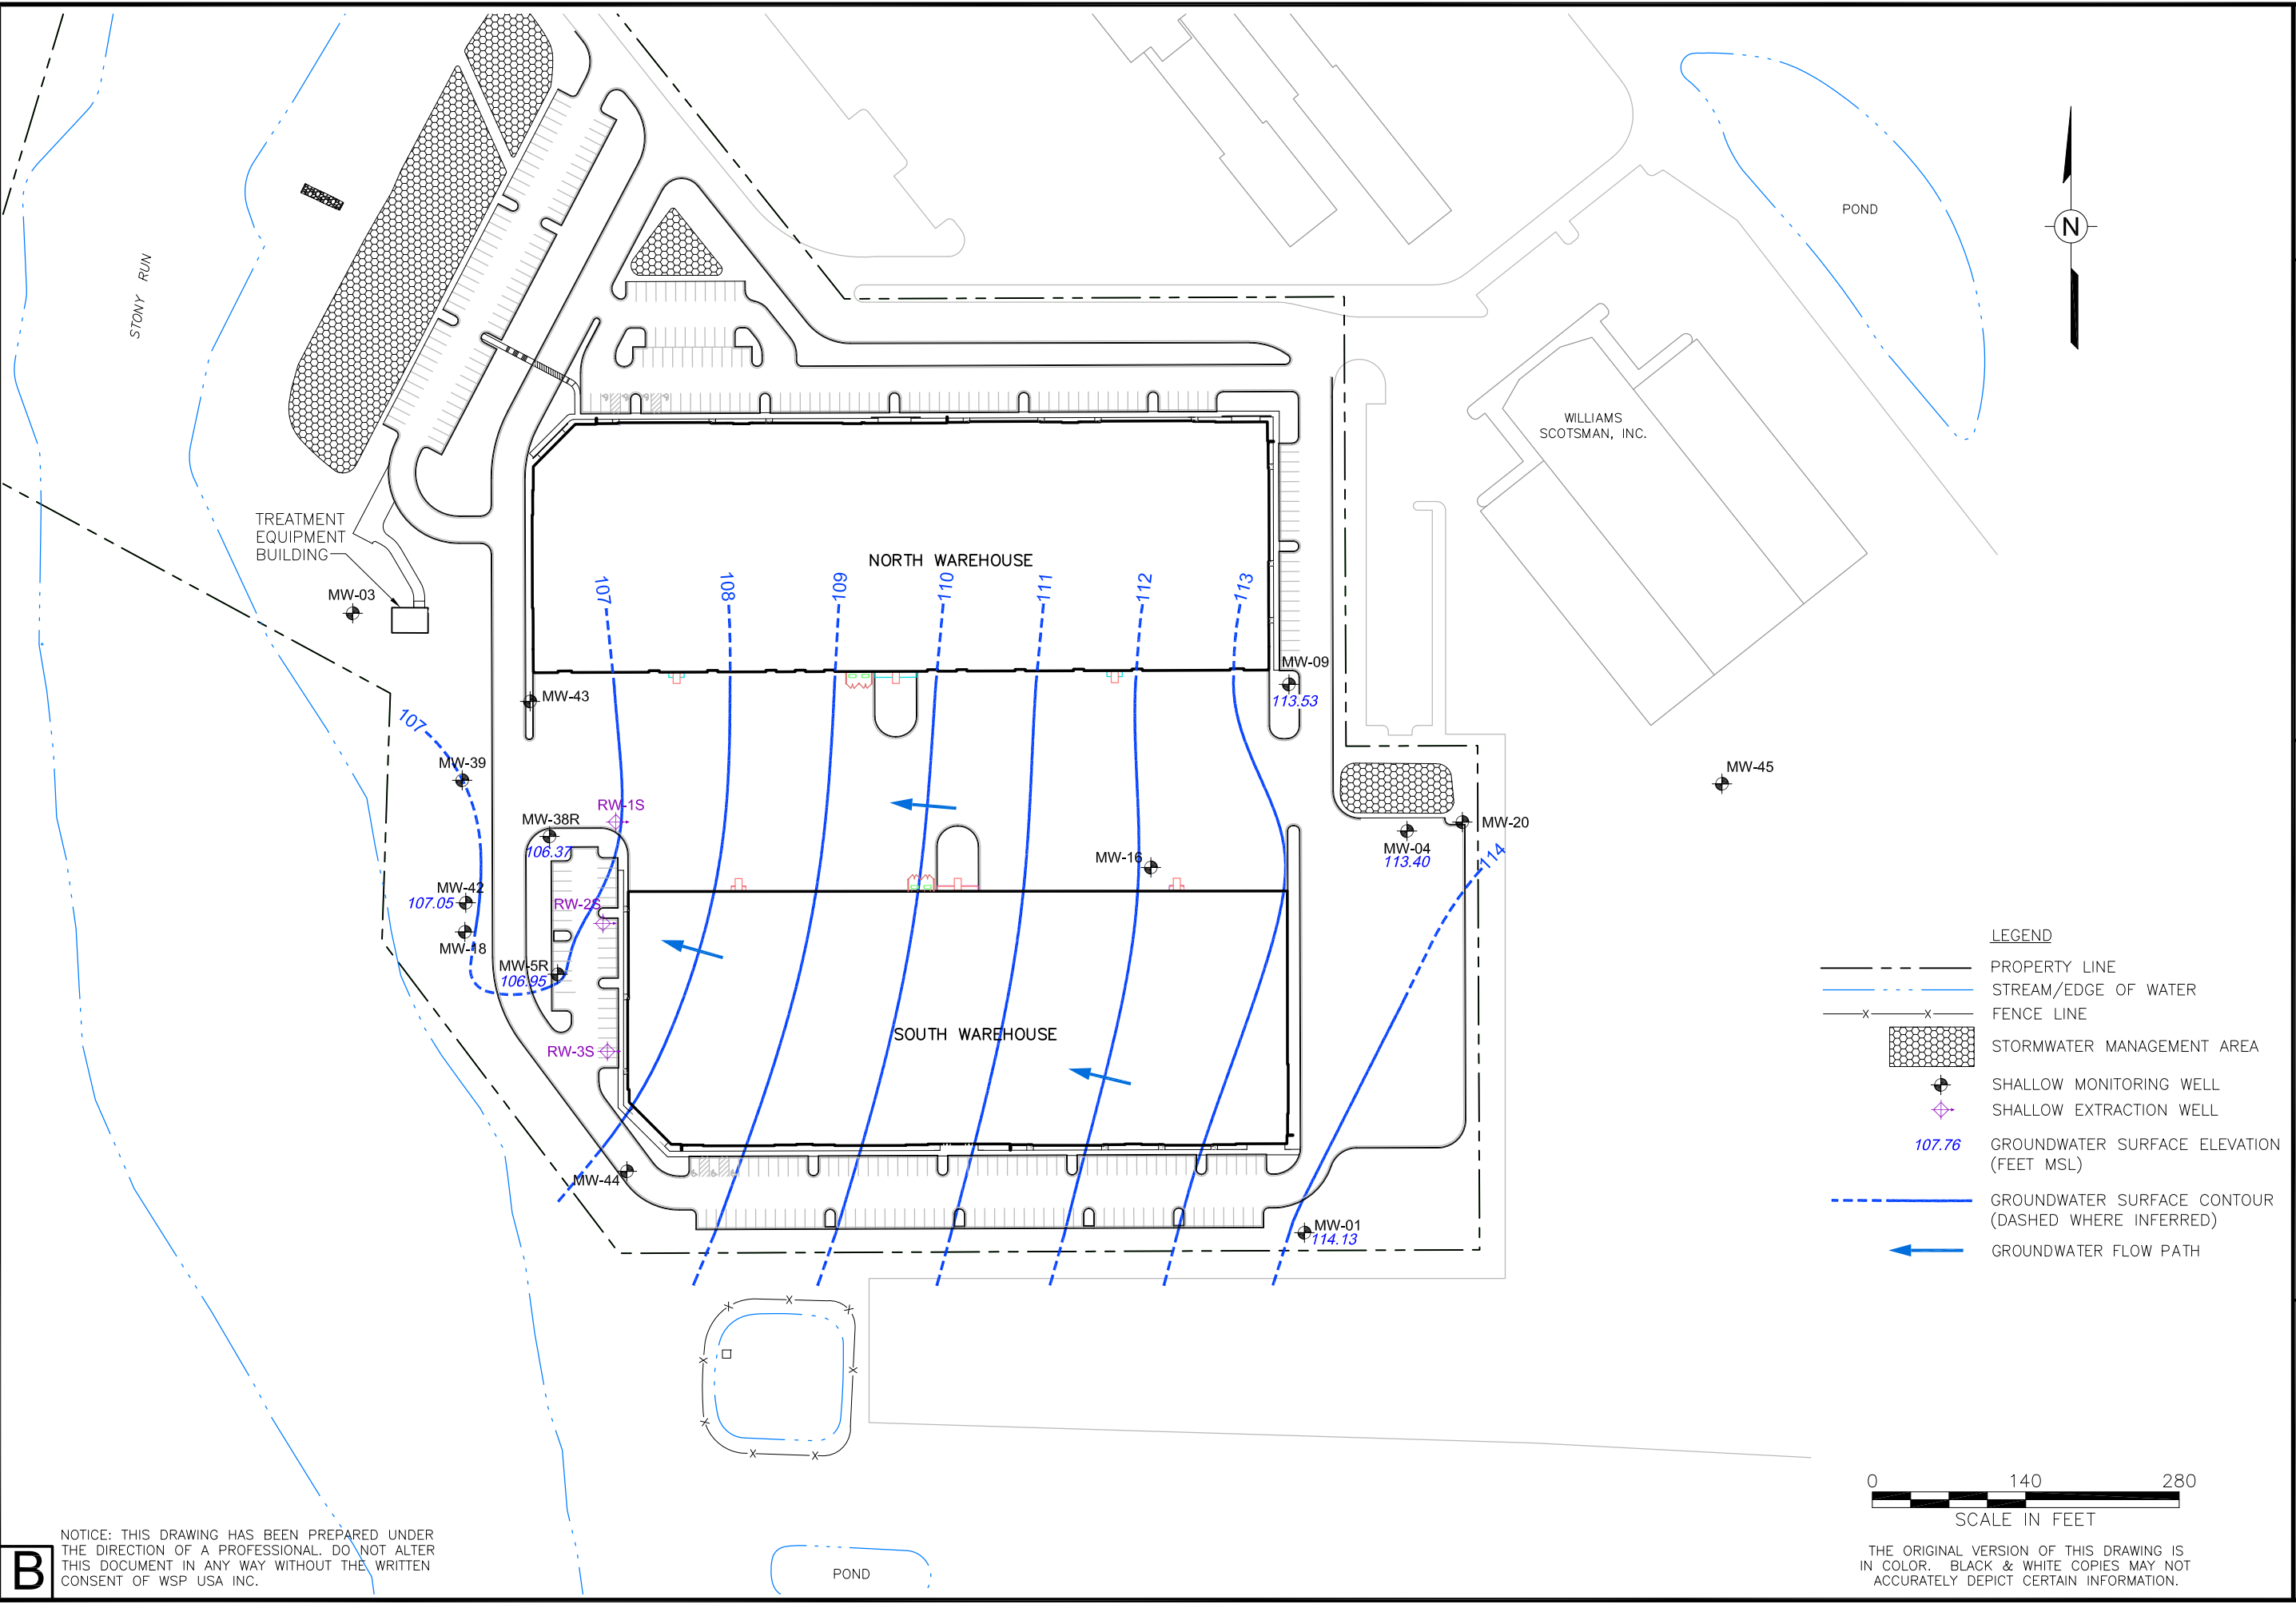 POND
N
STONY RUN
WILLIAMS
SCOTSMAN, INC.
TREATMENT
EQUIPMENT
BUILDING
NORTH WAREHOUSE
107
108
109
110
111
112
113
MW-03
MW-09
113.53
MW-43
107
MW-39
MW-45
RW-1S
MW-38R
106.37
MW-20
MW-04
113.40
MW-16
114
MW-42
107.05
RW-2S
MW-18
MW-5R
106.95
SOUTH WAREHOUSE
RW-3S
MW-44
MW-01
114.13
LEGEND
PROPERTY LINE
STREAM/EDGE OF WATER
X X FENCE LINE
STORMWATER MANAGEMENT AREA
SHALLOW MONITORING WELL
SHALLOW EXTRACTION WELL
107.76 GROUNDWATER SURFACE ELEVATION
(FEET MSL)
GROUNDWATER SURFACE CONTOUR
(DASHED WHERE INFERRED)
GROUNDWATER FLOW PATH
X X X X X X X X X
0 140 280
SCALE IN FEET
THE ORIGINAL VERSION OF THIS DRAWING IS
IN COLOR. BLACK & WHITE COPIES MAY NOT
ACCURATELY DEPICT CERTAIN INFORMATION.
POND
B
NOTICE: THIS DRAWING HAS BEEN PREPARED UNDER
THE DIRECTION OF A PROFESSIONAL. DO NOT ALTER
THIS DOCUMENT IN ANY WAY WITHOUT THE WRITTEN
CONSENT OF WSP USA INC.